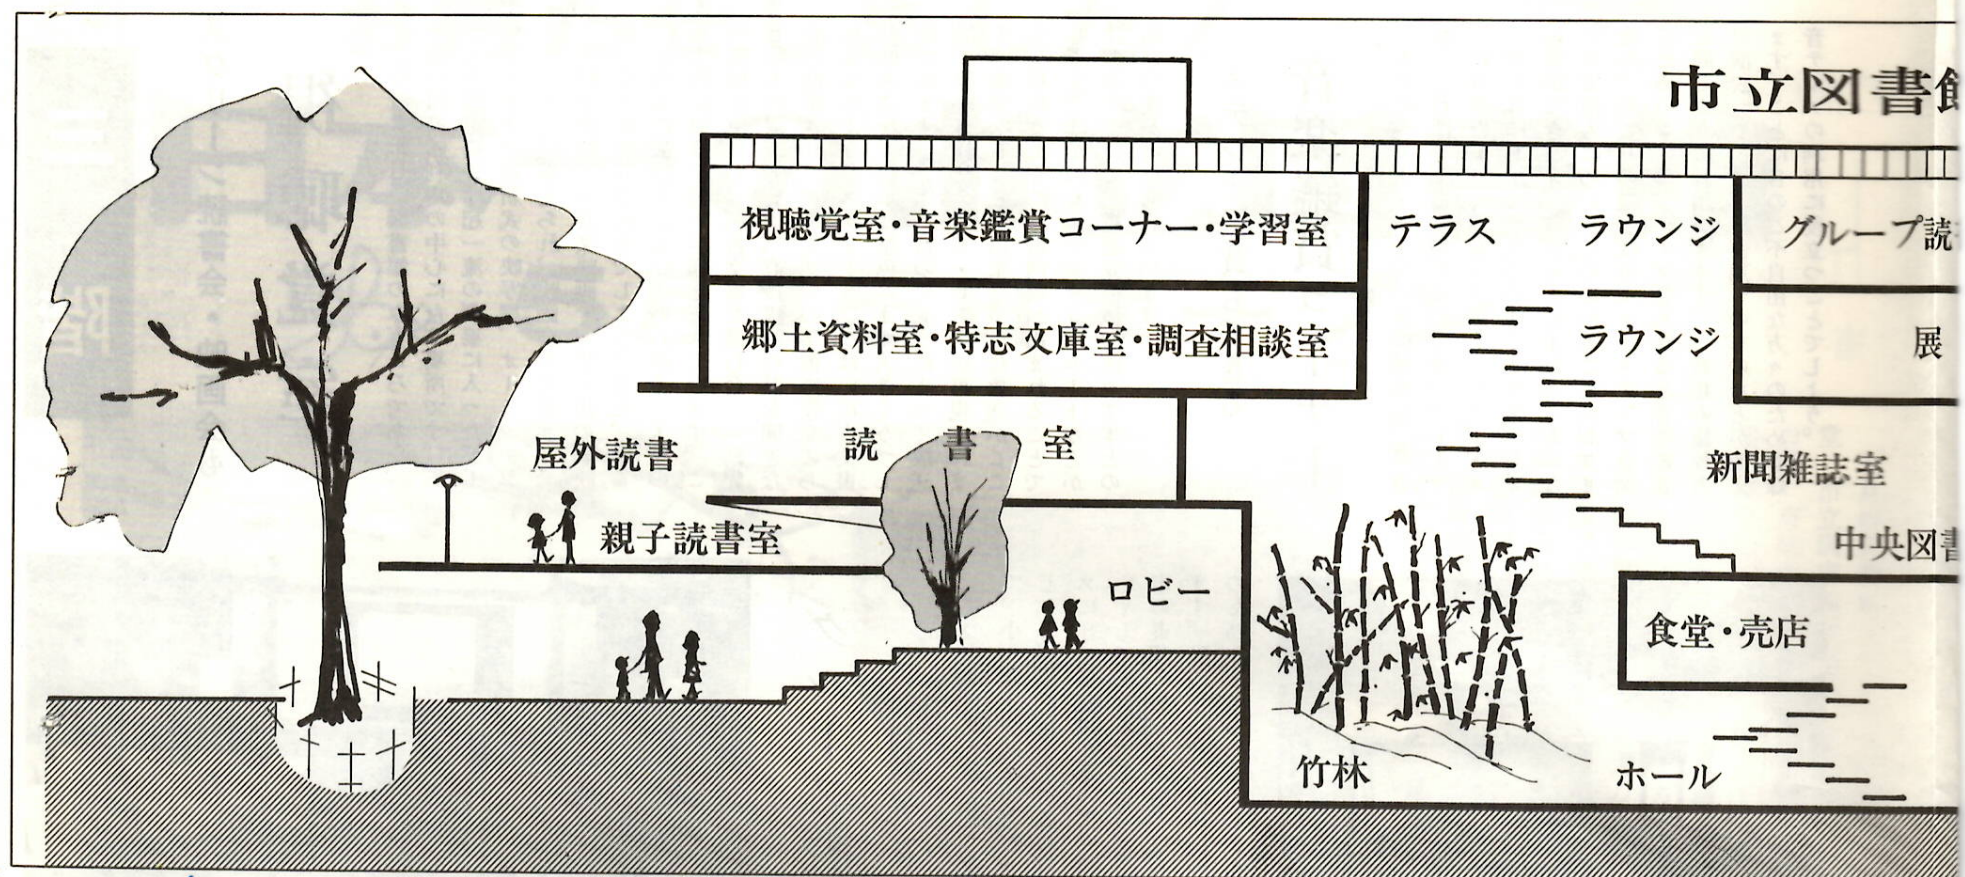 市立図書
視聴覚室・音楽鑑賞コーナー・学習室
テラス
ラウンジ
グループ読
郷土資料室・特志文庫室・調査相談室
ラウンジ
展
屋外読書
読書室
新聞雑誌室
親子読書室
中央図書
ロビー
食堂・売店
竹林
ホール